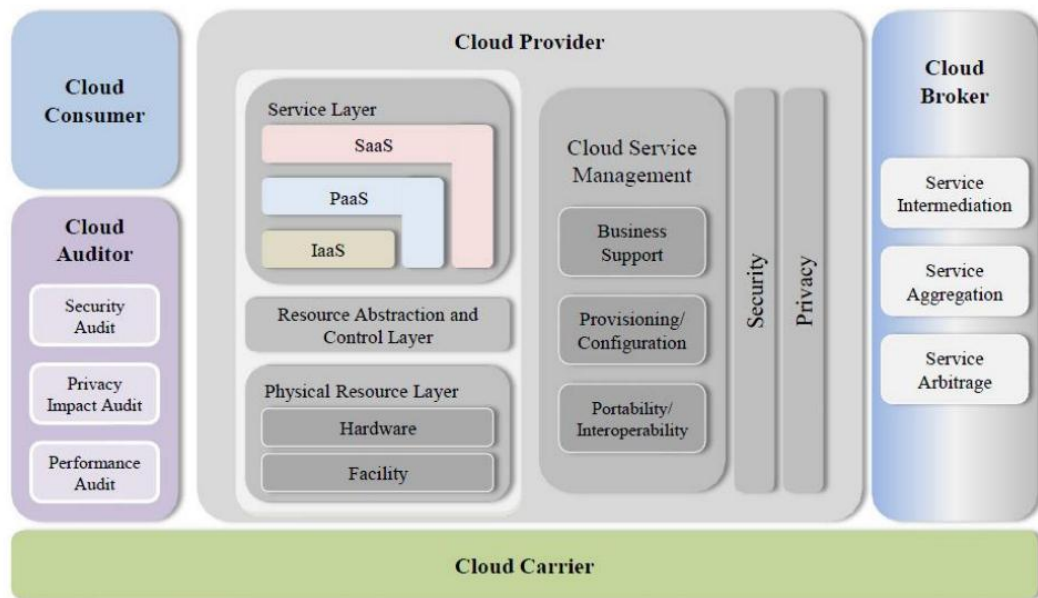 Cloud
Consumer
Cloud
Auditor
Security
Audit
Privacy
Impact Audit
Performance
Audit
Cloud Provider
Service Layer
SaaS
PaaS
IaaS
Resource Abstraction and
Control Layer
Physical Resource Layer
Hardware
Facility
Cloud Service
Management
Business
Support
Provisioning/
Configuration
Portability/
Interoperability
Security
Privacy
Cloud
Broker
Service
Intermediation
Service
Aggregation
Service
Arbitrage
Cloud Carrier